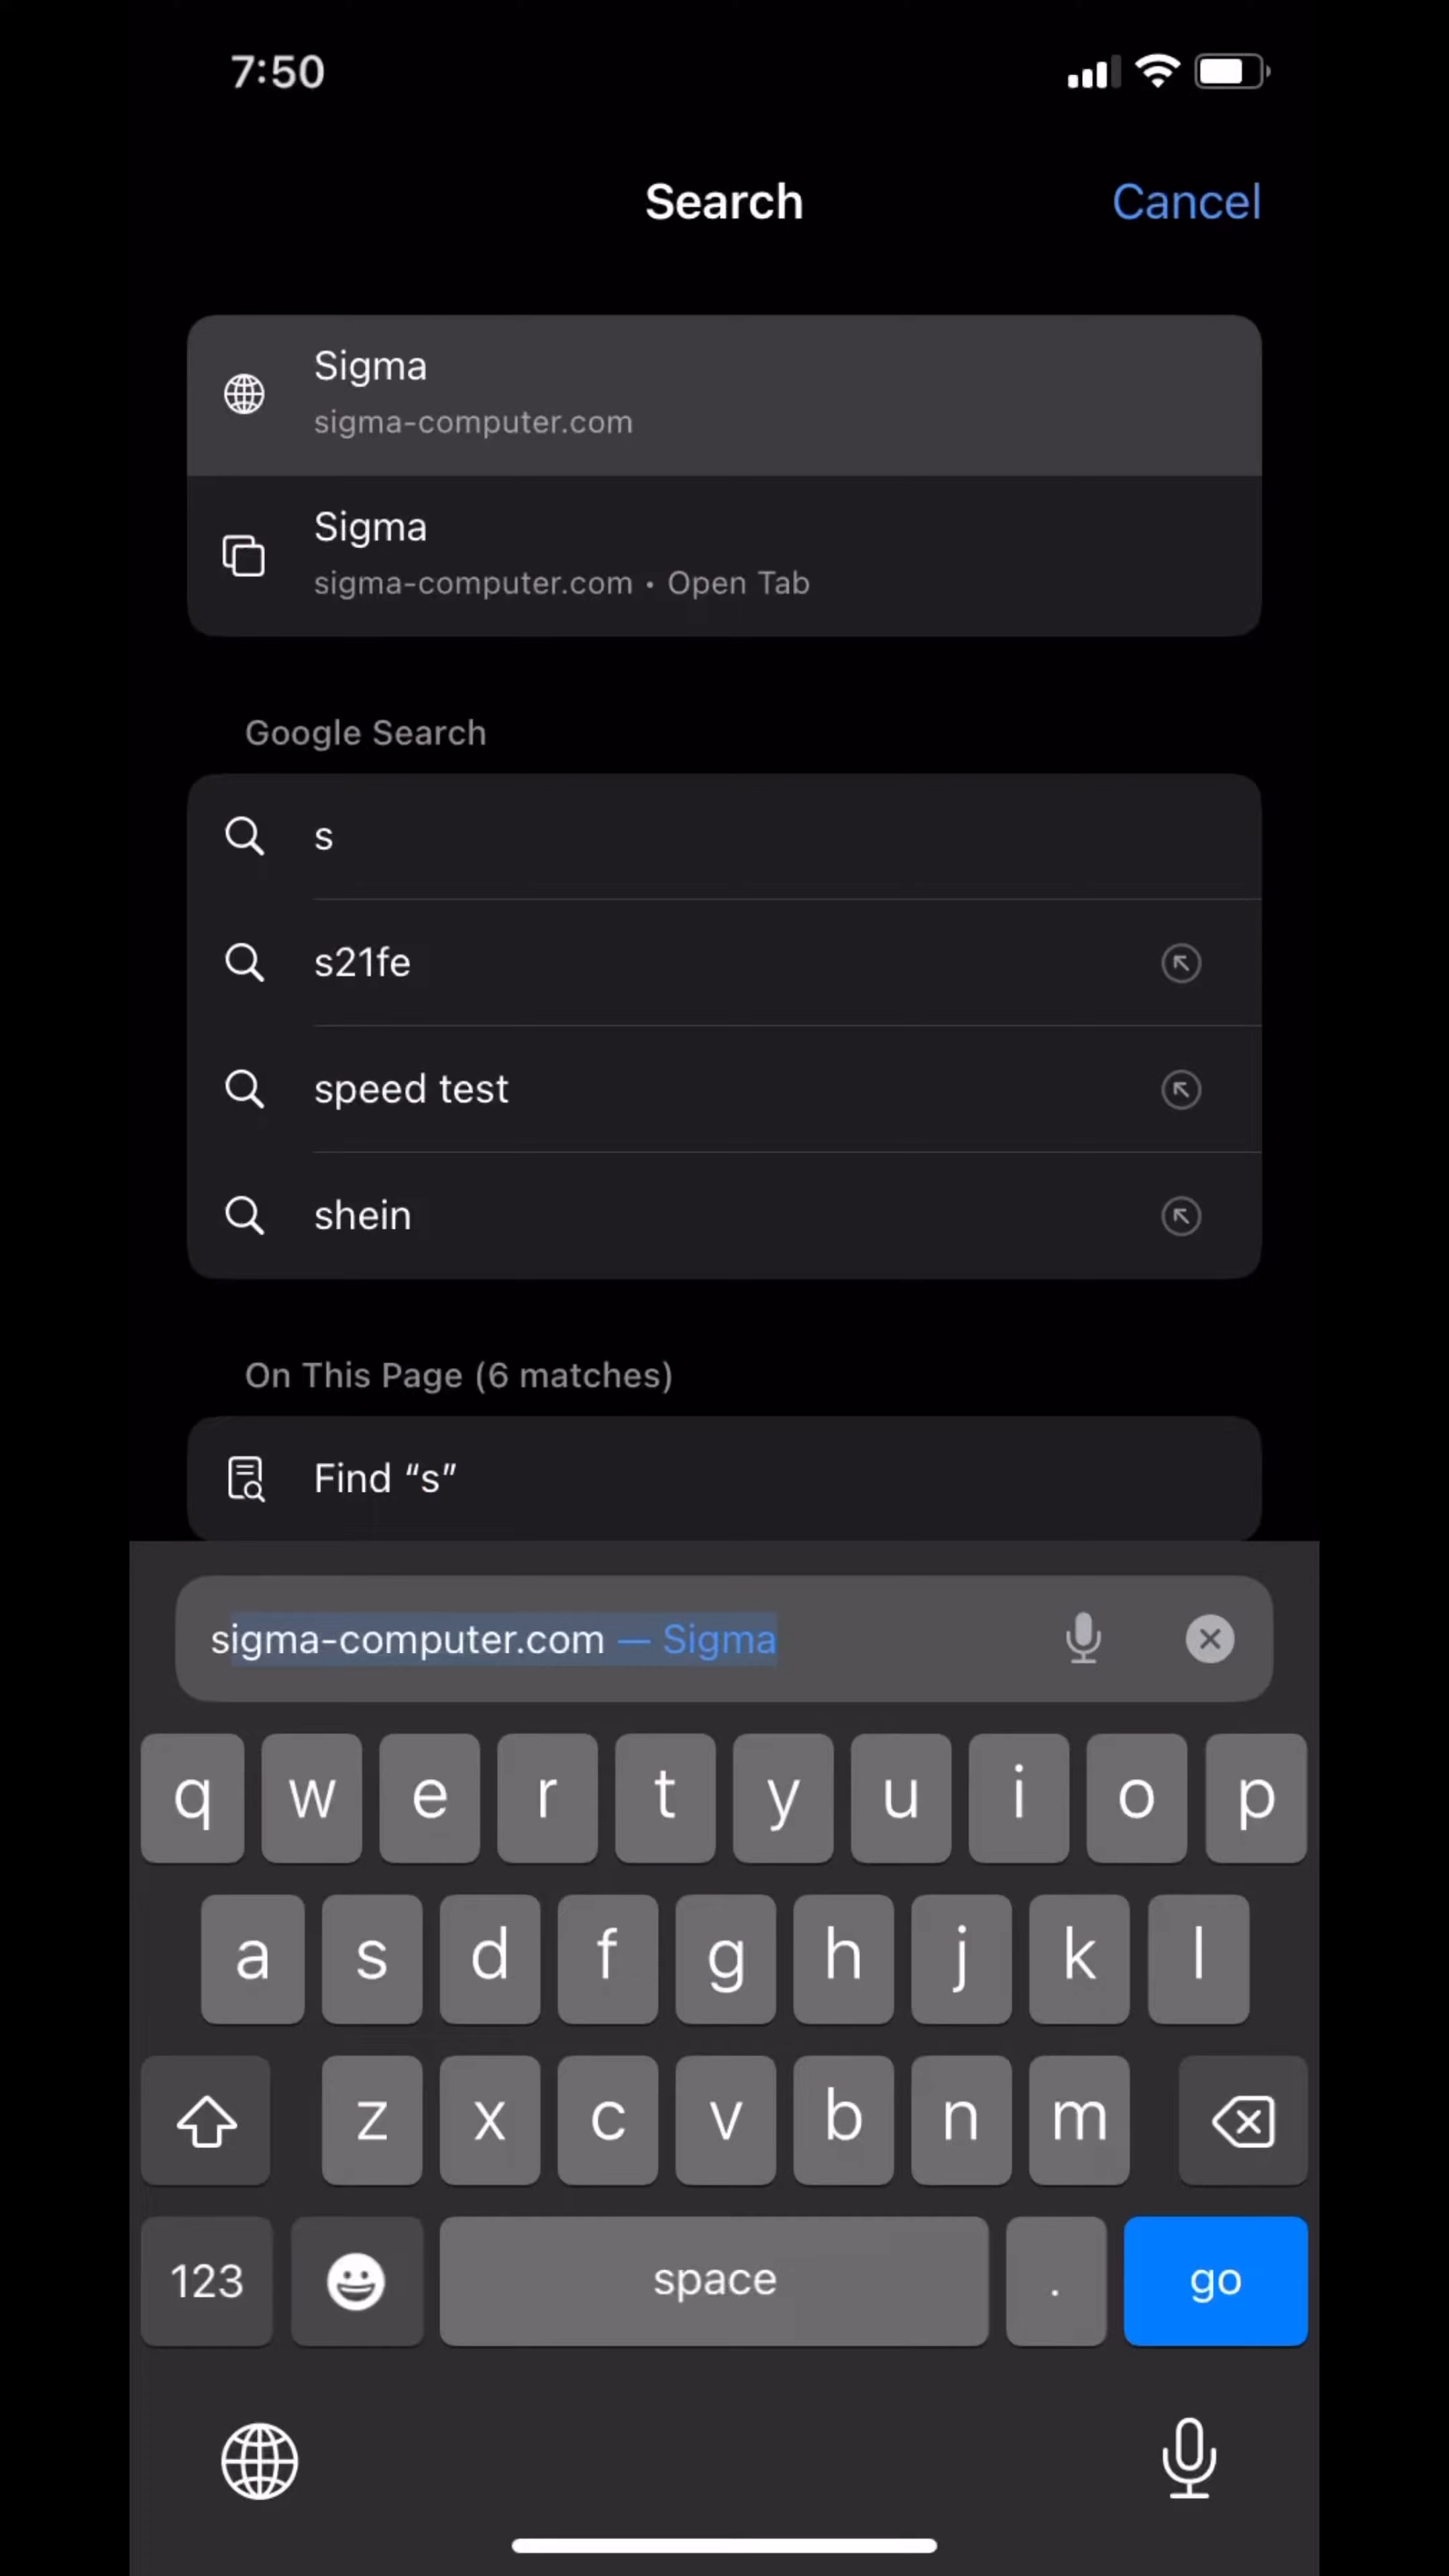 7:50
Search
Cancel
Sigma
sigma-computer.com
Sigma
sigma-computer.com • Open Tab
Google Search
s
s21fe
speed test
shein
On This Page (6 matches)
Find “s”
sigma-computer.com — Sigma
q w e r t y u i o p
a s d f g h j k l
z x c v b n m
123 space . go